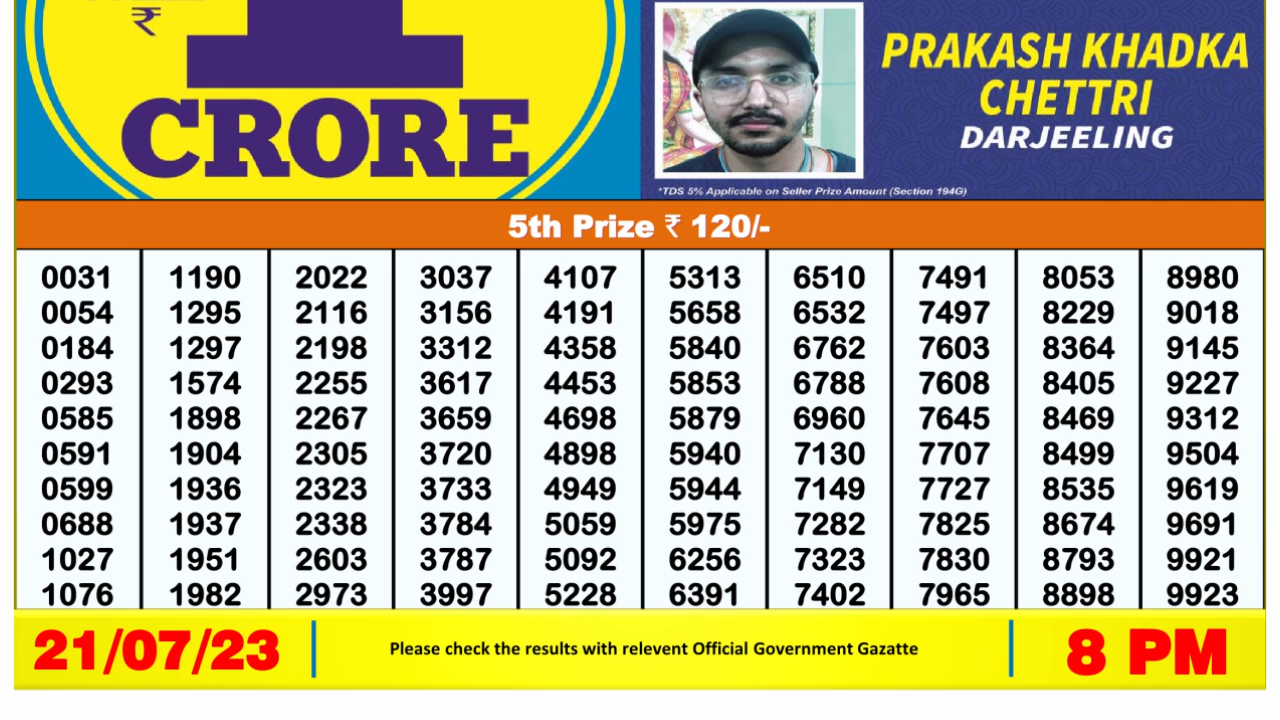 ₹
1
CRORE
PRAKASH KHADKA
CHETTRI
DARJEELING
*TDS 5% Applicable on Seller Prize Amount (Section 194G)
5th Prize ₹ 120/-
0031 1190 2022 3037 4107 5313 6510 7491 8053 8980
0054 1295 2116 3156 4191 5658 6532 7497 8229 9018
0184 1297 2198 3312 4358 5840 6762 7603 8364 9145
0293 1574 2255 3617 4453 5853 6788 7608 8405 9227
0585 1898 2267 3659 4698 5879 6960 7645 8469 9312
0591 1904 2305 3720 4898 5940 7130 7707 8499 9504
0599 1936 2323 3733 4949 5944 7149 7727 8535 9619
0688 1937 2338 3784 5059 5975 7282 7825 8674 9691
1027 1951 2603 3787 5092 6256 7323 7830 8793 9921
1076 1982 2973 3997 5228 6391 7402 7965 8898 9923
21/07/23 Please check the results with relevent Official Government Gazatte 8 PM